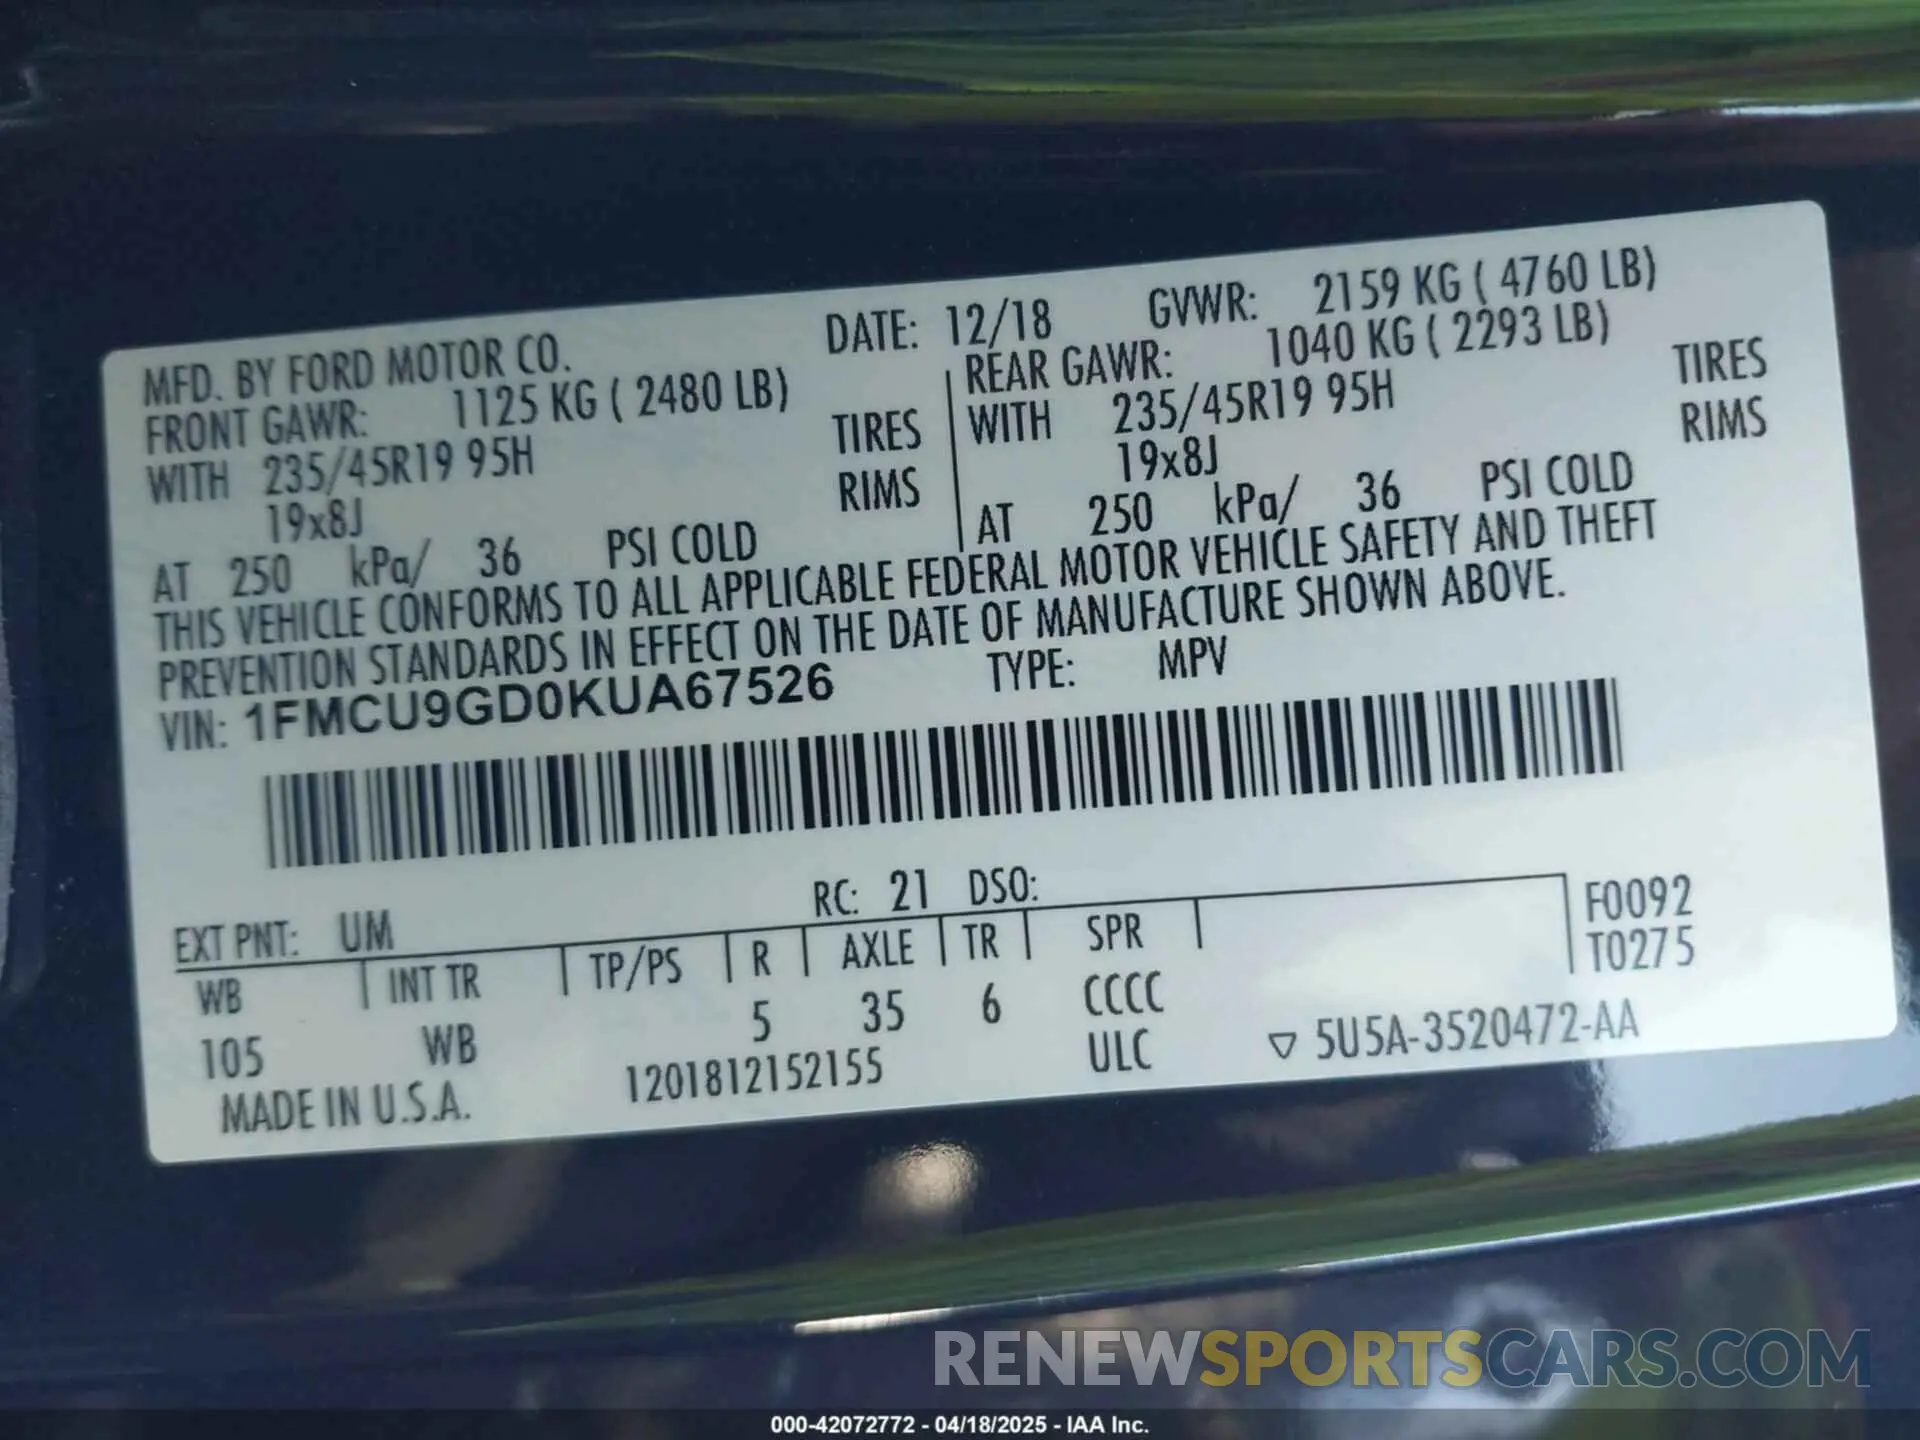 MFD. BY FORD MOTOR CO. DATE: 12/18 GVWR: 2159 KG ( 4760 LB)
FRONT GAWR: 1125 KG ( 2480 LB) REAR GAWR: 1040 KG ( 2293 LB)
WITH 235/45R19 95H TIRES WITH 235/45R19 95H TIRES
19x8J RIMS 19x8J RIMS
AT 250 kPa/ 36 PSI COLD AT 250 kPa/ 36 PSI COLD
THIS VEHICLE CONFORMS TO ALL APPLICABLE FEDERAL MOTOR VEHICLE SAFETY AND THEFT
PREVENTION STANDARDS IN EFFECT ON THE DATE OF MANUFACTURE SHOWN ABOVE.
VIN: 1FMCU9GD0KUA67526 TYPE: MPV
EXT PNT: UM RC: 21 DSO:
WB INT TR TP/PS R AXLE TR SPR F0092
T0275
105 WB 5 35 6 CCCC
MADE IN U.S.A. 1201812152155 ULC ▽ 5U5A-3520472-AA
RENEWSPORTSCARS.COM
000-42072772 - 04/18/2025 - IAA Inc.